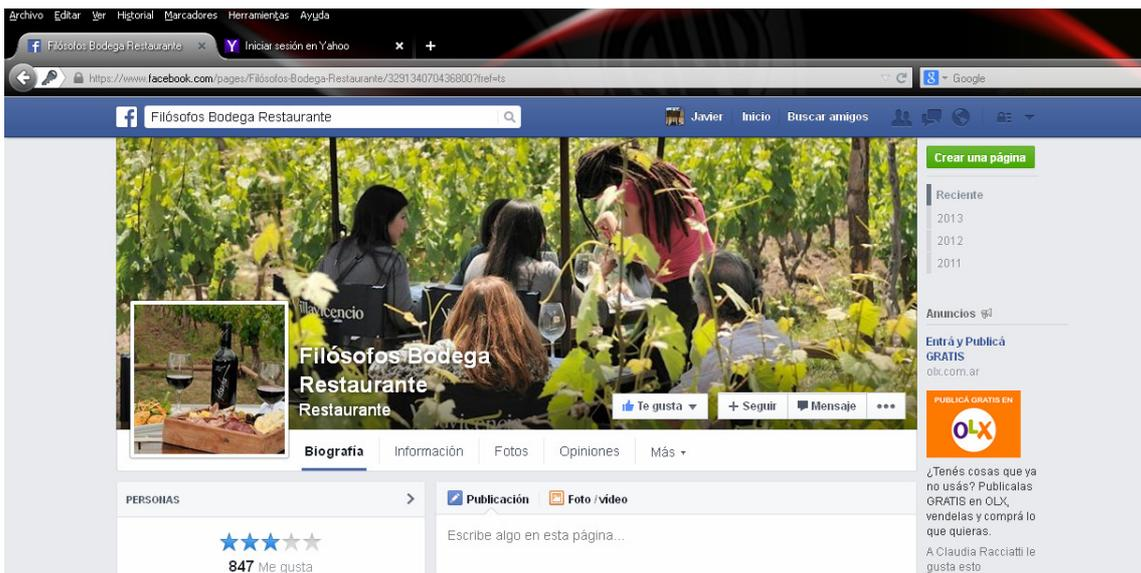 Archivo Editar Ver Historial Marcadores Herramientas Ayuda
Filósofos Bodega Restaurante × Iniciar sesión en Yahoo × +
https://www.facebook.com/pages/Filósofos-Bodega-Restaurante/329134070436800?fref=ts
Google
Filósofos Bodega Restaurante
Javier Inicio Buscar amigos
Crear una página
Reciente
2013
2012
2011
Villavicencio
Filósofos Bodega
Restaurante
Restaurante
Te gusta
+ Seguir
Mensaje
Biografía Información Fotos Opiniones Más
Anuncios
Entrá y Publicá
GRATIS
olx.com.ar
PUBLICÁ GRATIS EN
OLX
¿Tenés cosas que ya
no usás? Publicalas
GRATIS en OLX,
vendelas y comprá lo
que quieras.
A Claudia Racciatti le
gusta esto
PERSONAS
847 Me gusta
Publicación Foto / vídeo
Escribe algo en esta página...